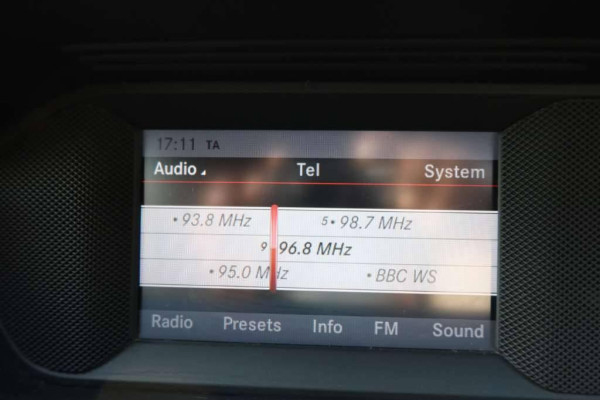 17:11 TA
Audio Tel System
• 93.8 MHz 5• 98.7 MHz
9 96.8 MHz
• 95.0 MHz • BBC WS
Radio Presets Info FM Sound